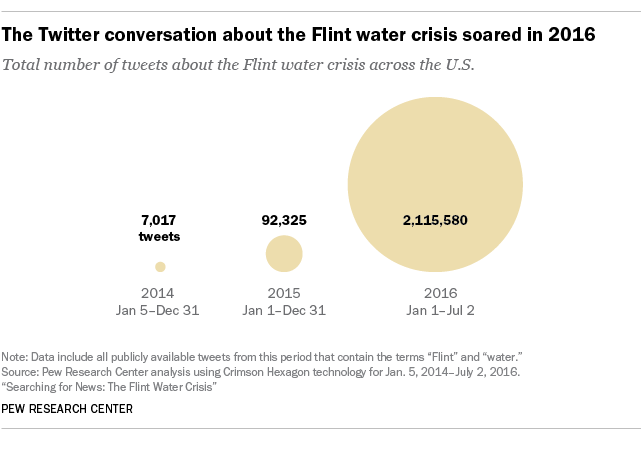 The Twitter conversation about the Flint water crisis soared in 2016
Total number of tweets about the Flint water crisis across the U.S.
7,017
tweets
92,325
2,115,580
2014
Jan 5–Dec 31
2015
Jan 1–Dec 31
2016
Jan 1–Jul 2
Note: Data include all publicly available tweets from this period that contain the terms “Flint” and “water.”
Source: Pew Research Center analysis using Crimson Hexagon technology for Jan. 5, 2014–July 2, 2016.
“Searching for News: The Flint Water Crisis”
PEW RESEARCH CENTER